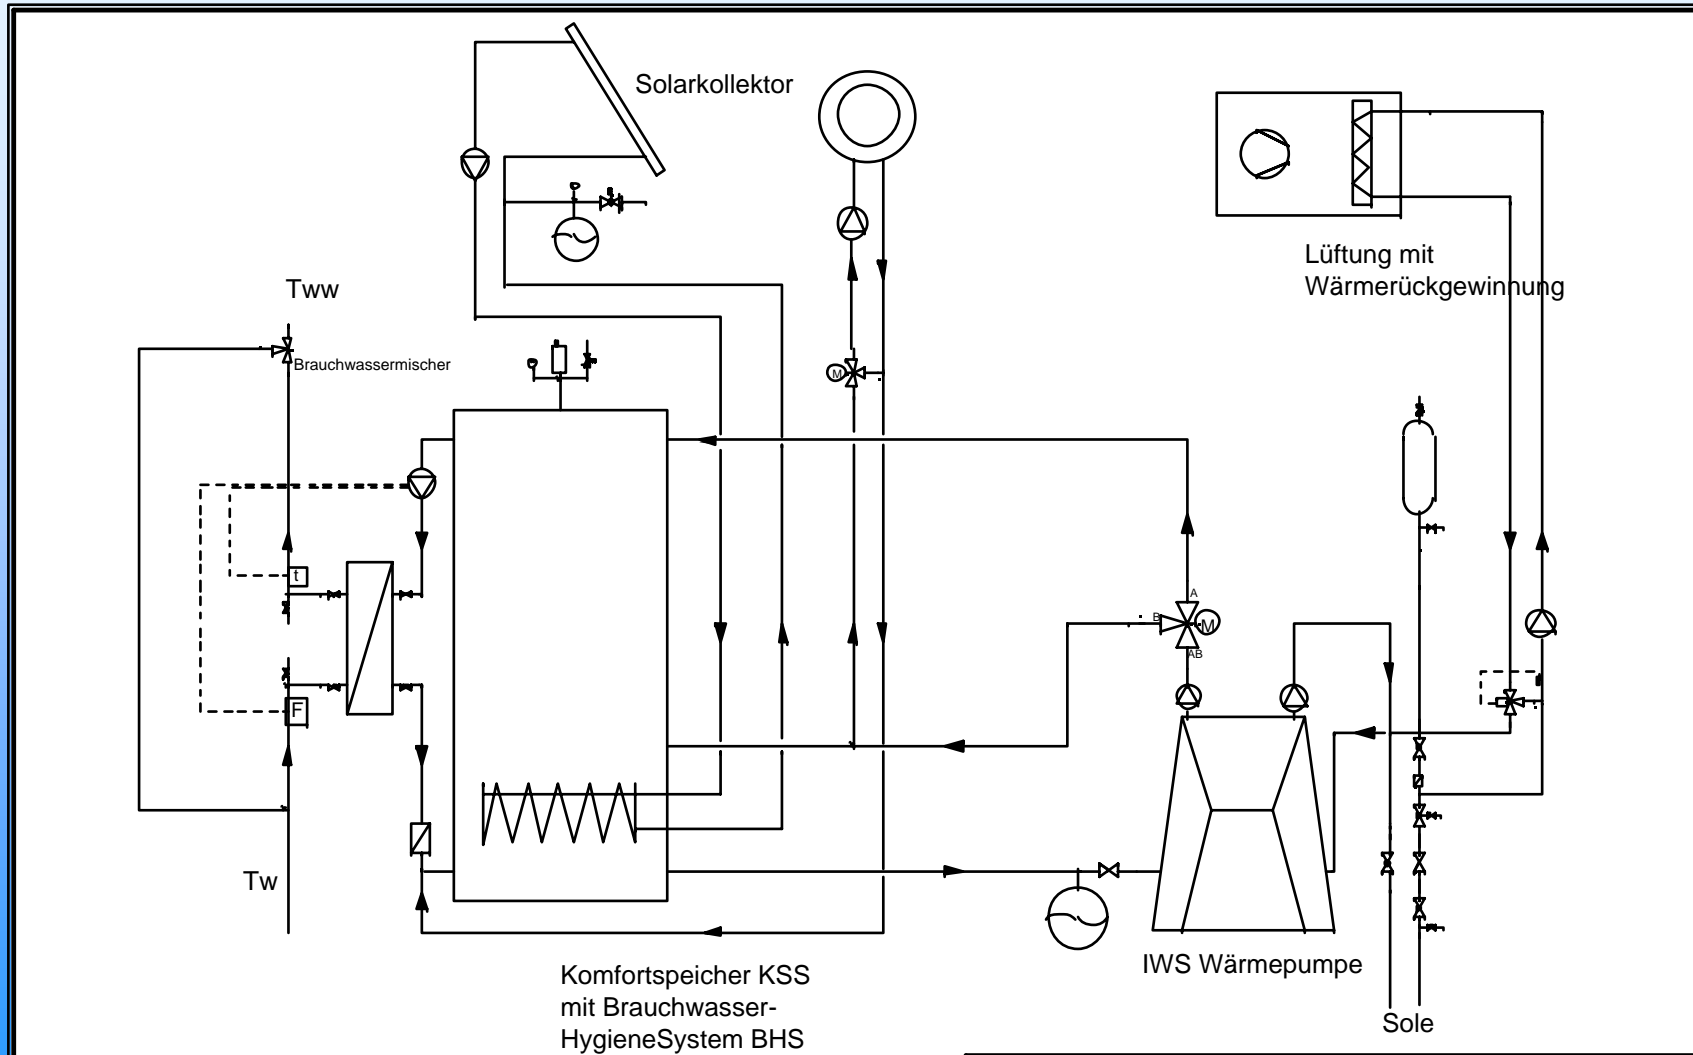 Solarkollektor
Lüftung mit
Wärmerückgewinnung
Tww
Brauchwassermischer
M
A
B
M
AB
t
F
Tw
IWS Wärmepumpe
Komfortspeicher KSS
mit Brauchwasser-
HygieneSystem BHS
Sole